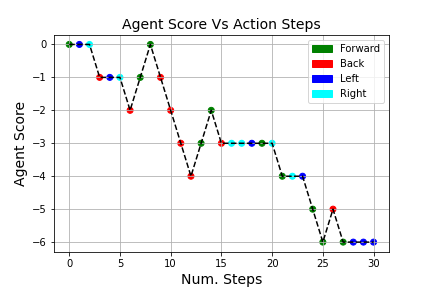 Agent Score Vs Action Steps
Agent Score
0
−1
−2
−3
−4
−5
−6
Forward
Back
Left
Right
0 5 10 15 20 25 30
Num. Steps